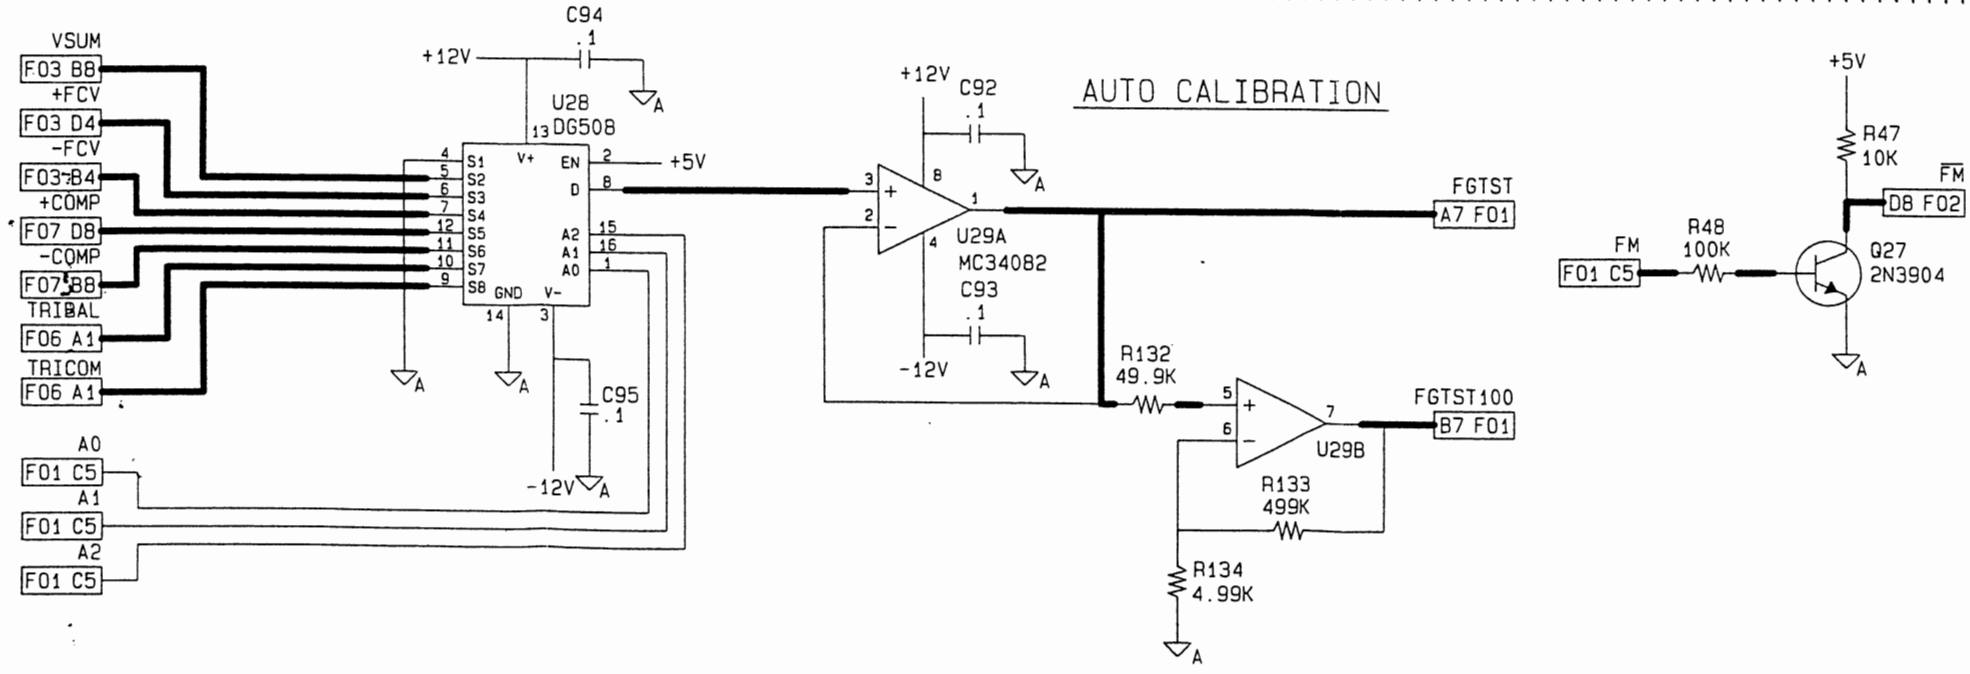 VSUM
F03 B8
+FCV
F03 D4
-FCV
F03 B4
+COMP
F07 D8
-COMP
F07 B8
TRIBAL
F06 A1
TRICOM
F06 A1
A0
F01 C5
A1
F01 C5
A2
F01 C5
C94
.1
+12V
A
U28
DG508
13
V+
4 S1
5 S2
6 S3
7 S4
12 S5
11 S6
10 S7
9 S8
EN 2
+5V
D 8
A2 15
A1 16
A0 1
GND
14
V-
3
A
A
C95
.1
-12V
A
AUTO CALIBRATION
+12V
C92
.1
A
3
+
2
-
8
1
4
U29A
MC34082
C93
.1
-12V
A
FGTST
A7 F01
R132
49.9K
5
+
6
-
7
U29B
FGTST100
B7 F01
R133
499K
R134
4.99K
A
+5V
R47
10K
FM
D8 F02
FM
F01 C5
R48
100K
Q27
2N3904
A